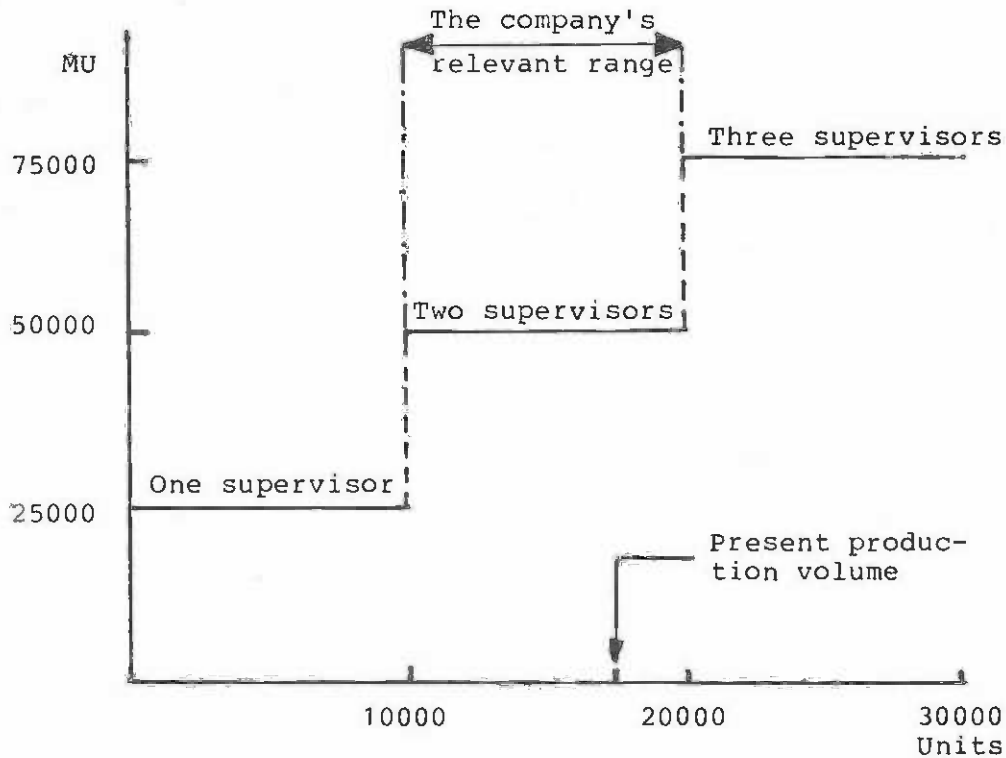 The company's
relevant range
MU
75000
Three supervisors
50000
Two supervisors
25000
One supervisor
Present produc-
tion volume
10000
20000
30000
Units